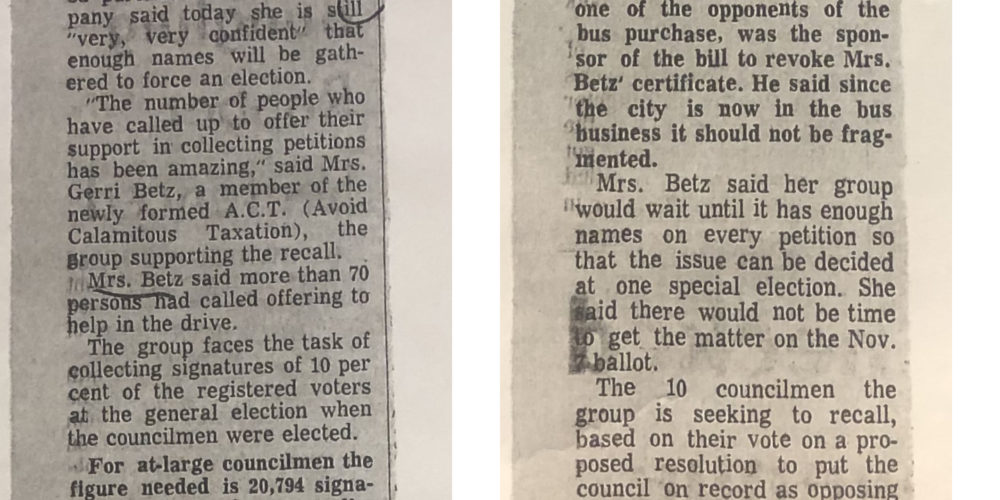 pany said today she is still
"very, very confident" that
enough names will be gath-
ered to force an election.
"The number of people who
have called up to offer their
support in collecting petitions
has been amazing," said Mrs.
Gerri Betz, a member of the
newly formed A.C.T. (Avoid
Calamitous Taxation), the
group supporting the recall.
Mrs. Betz said more than 70
persons had called offering to
help in the drive.
The group faces the task of
collecting signatures of 10 per
cent of the registered voters
at the general election when
the councilmen were elected.
For at-large councilmen the
figure needed is 20,794 signa-
one of the opponents of the
bus purchase, was the spon-
sor of the bill to revoke Mrs.
Betz' certificate. He said since
the city is now in the bus
business it should not be frag-
mented.
Mrs. Betz said her group
would wait until it has enough
names on every petition so
that the issue can be decided
at one special election. She
said there would not be time
to get the matter on the Nov.
7 ballot.
The 10 councilmen the
group is seeking to recall,
based on their vote on a pro-
posed resolution to put the
council on record as opposing